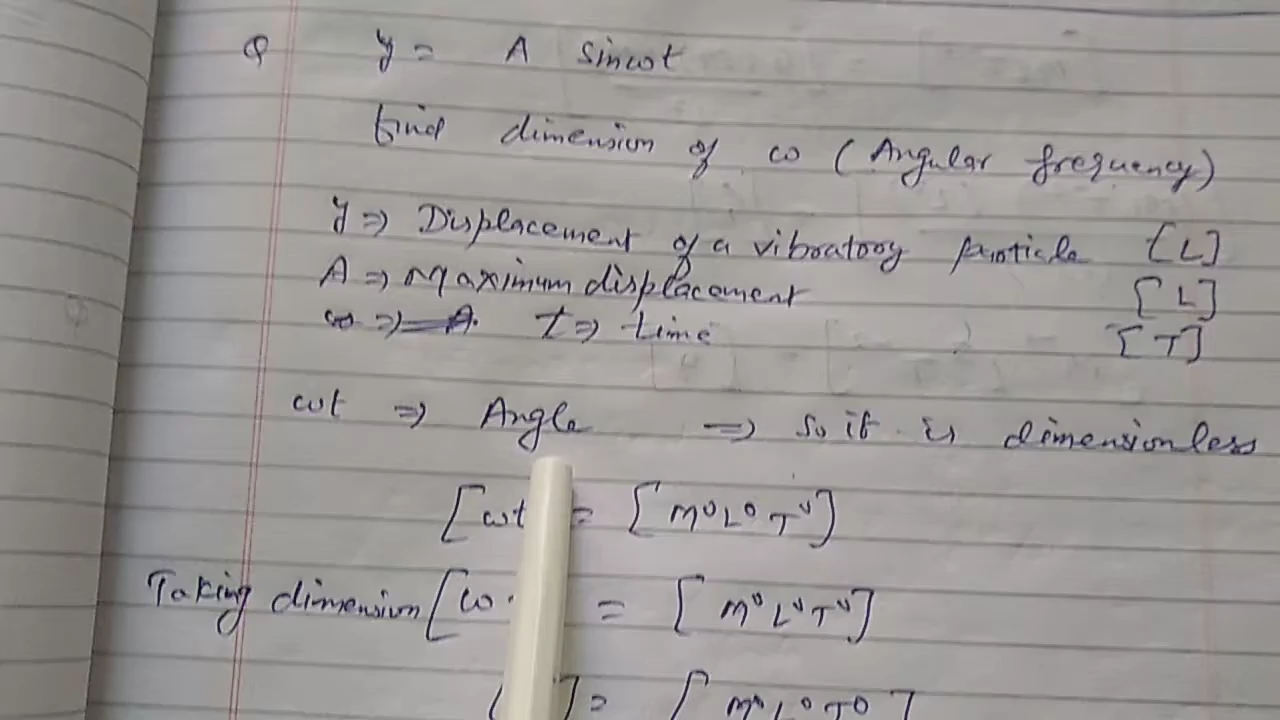 Q y = A sinωt
find dimension of ω (Angular frequency)
y ⇒ Displacement of a vibratory particle [L]
A ⇒ Maximum displacement [L]
ω ⇒ t ⇒ time [T]
ωt ⇒ Angle ⇒ so it is dimensionless
[ωt = [M⁰L⁰T⁰]
Taking dimension [ω · = [M⁰L⁰T⁰]
[ ] = [M⁰L⁰T⁰]